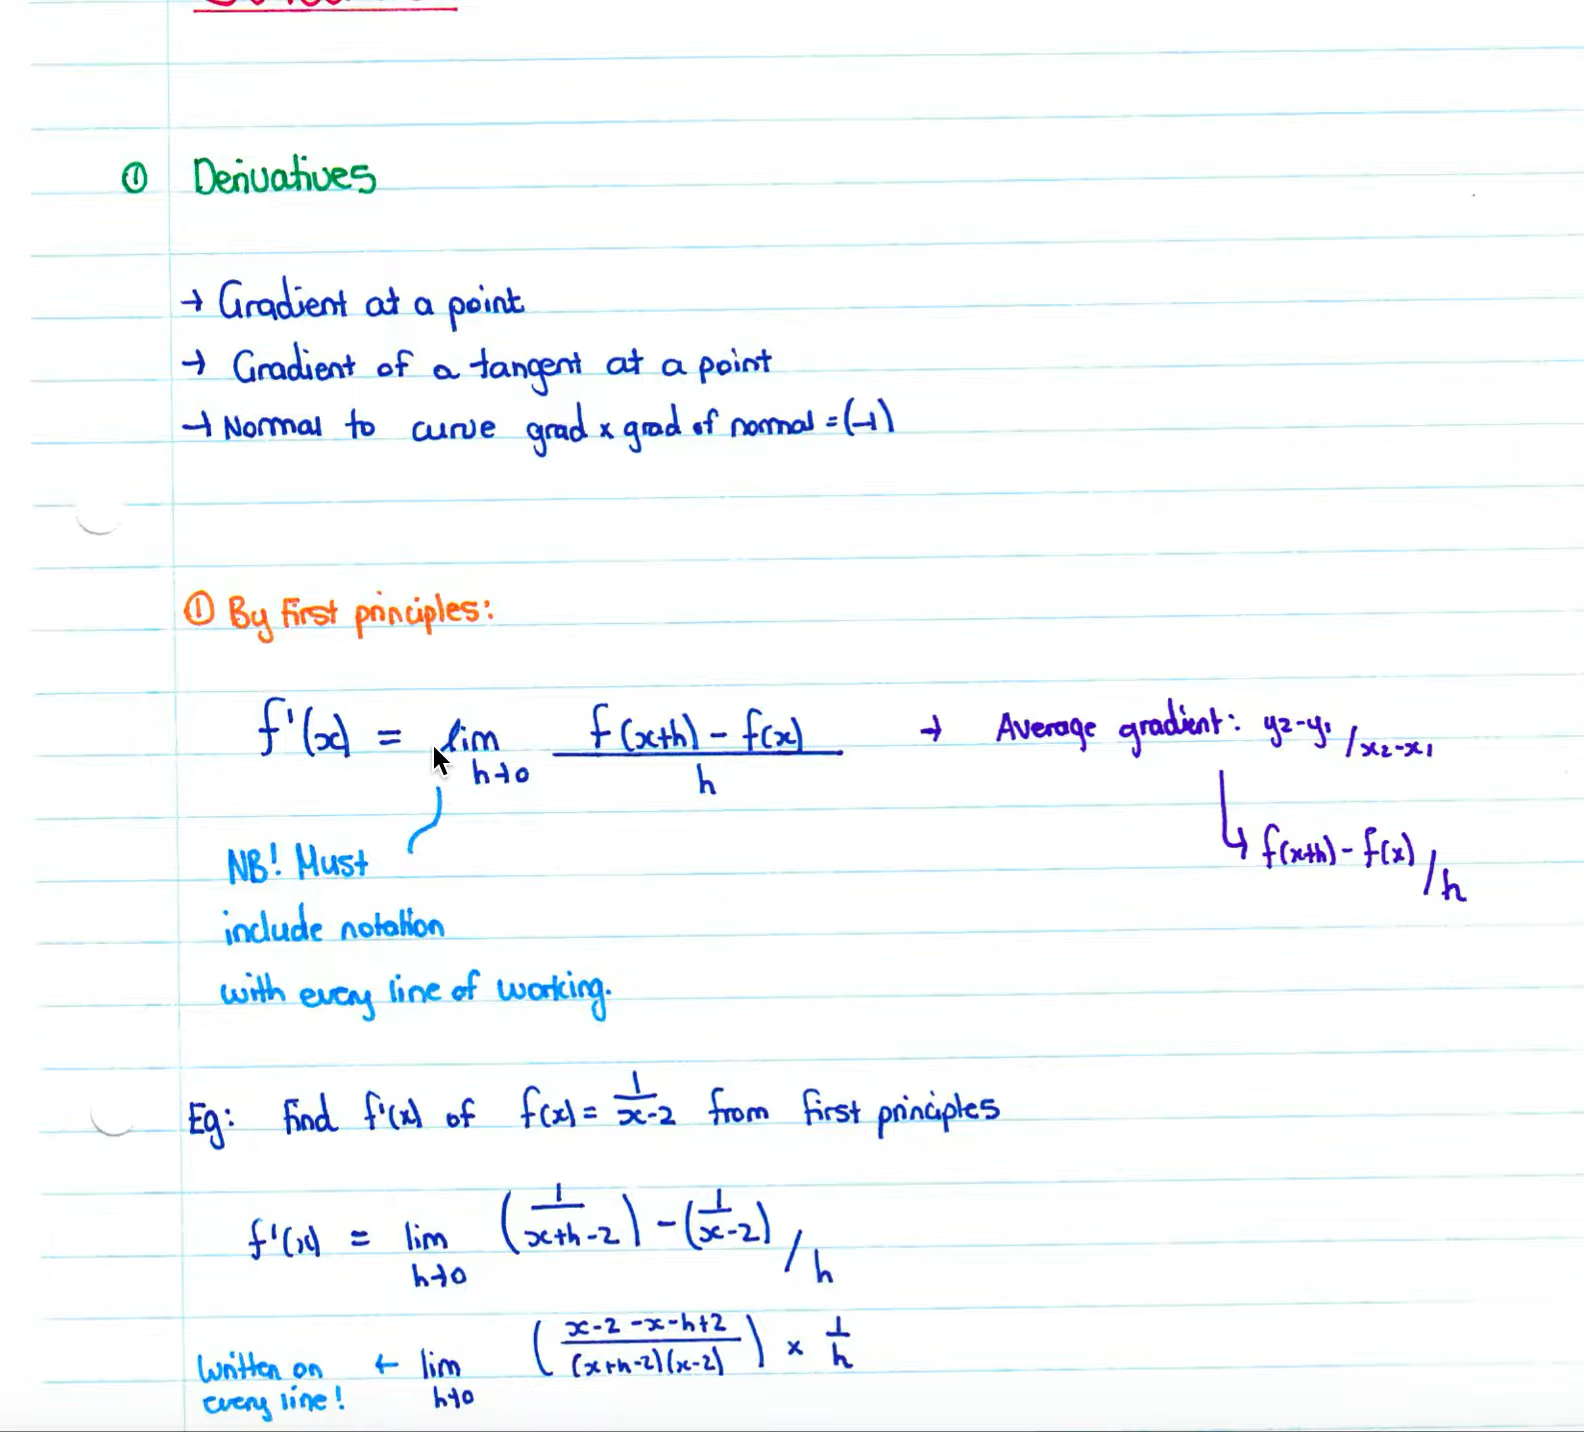 ① Derivatives
→ Gradient at a point
→ Gradient of a tangent at a point
→ Normal to curve grad x grad of normal = (-1)
① By first principles:
f'(x) = lim h→0 f(x+h) - f(x) / h → Average gradient: y2-y1 / x2-x1
↳ f(x+h) - f(x) / h
NB! Must
include notation
with every line of working.
Eg: Find f'(x) of f(x) = 1/x-2 from first principles
f'(x) = lim h→0 (1/x+h-2) - (1/x-2) / h
Written on ← lim h→0 (x-2-x-h+2 / (x+h-2)(x-2)) x 1/h
every line!